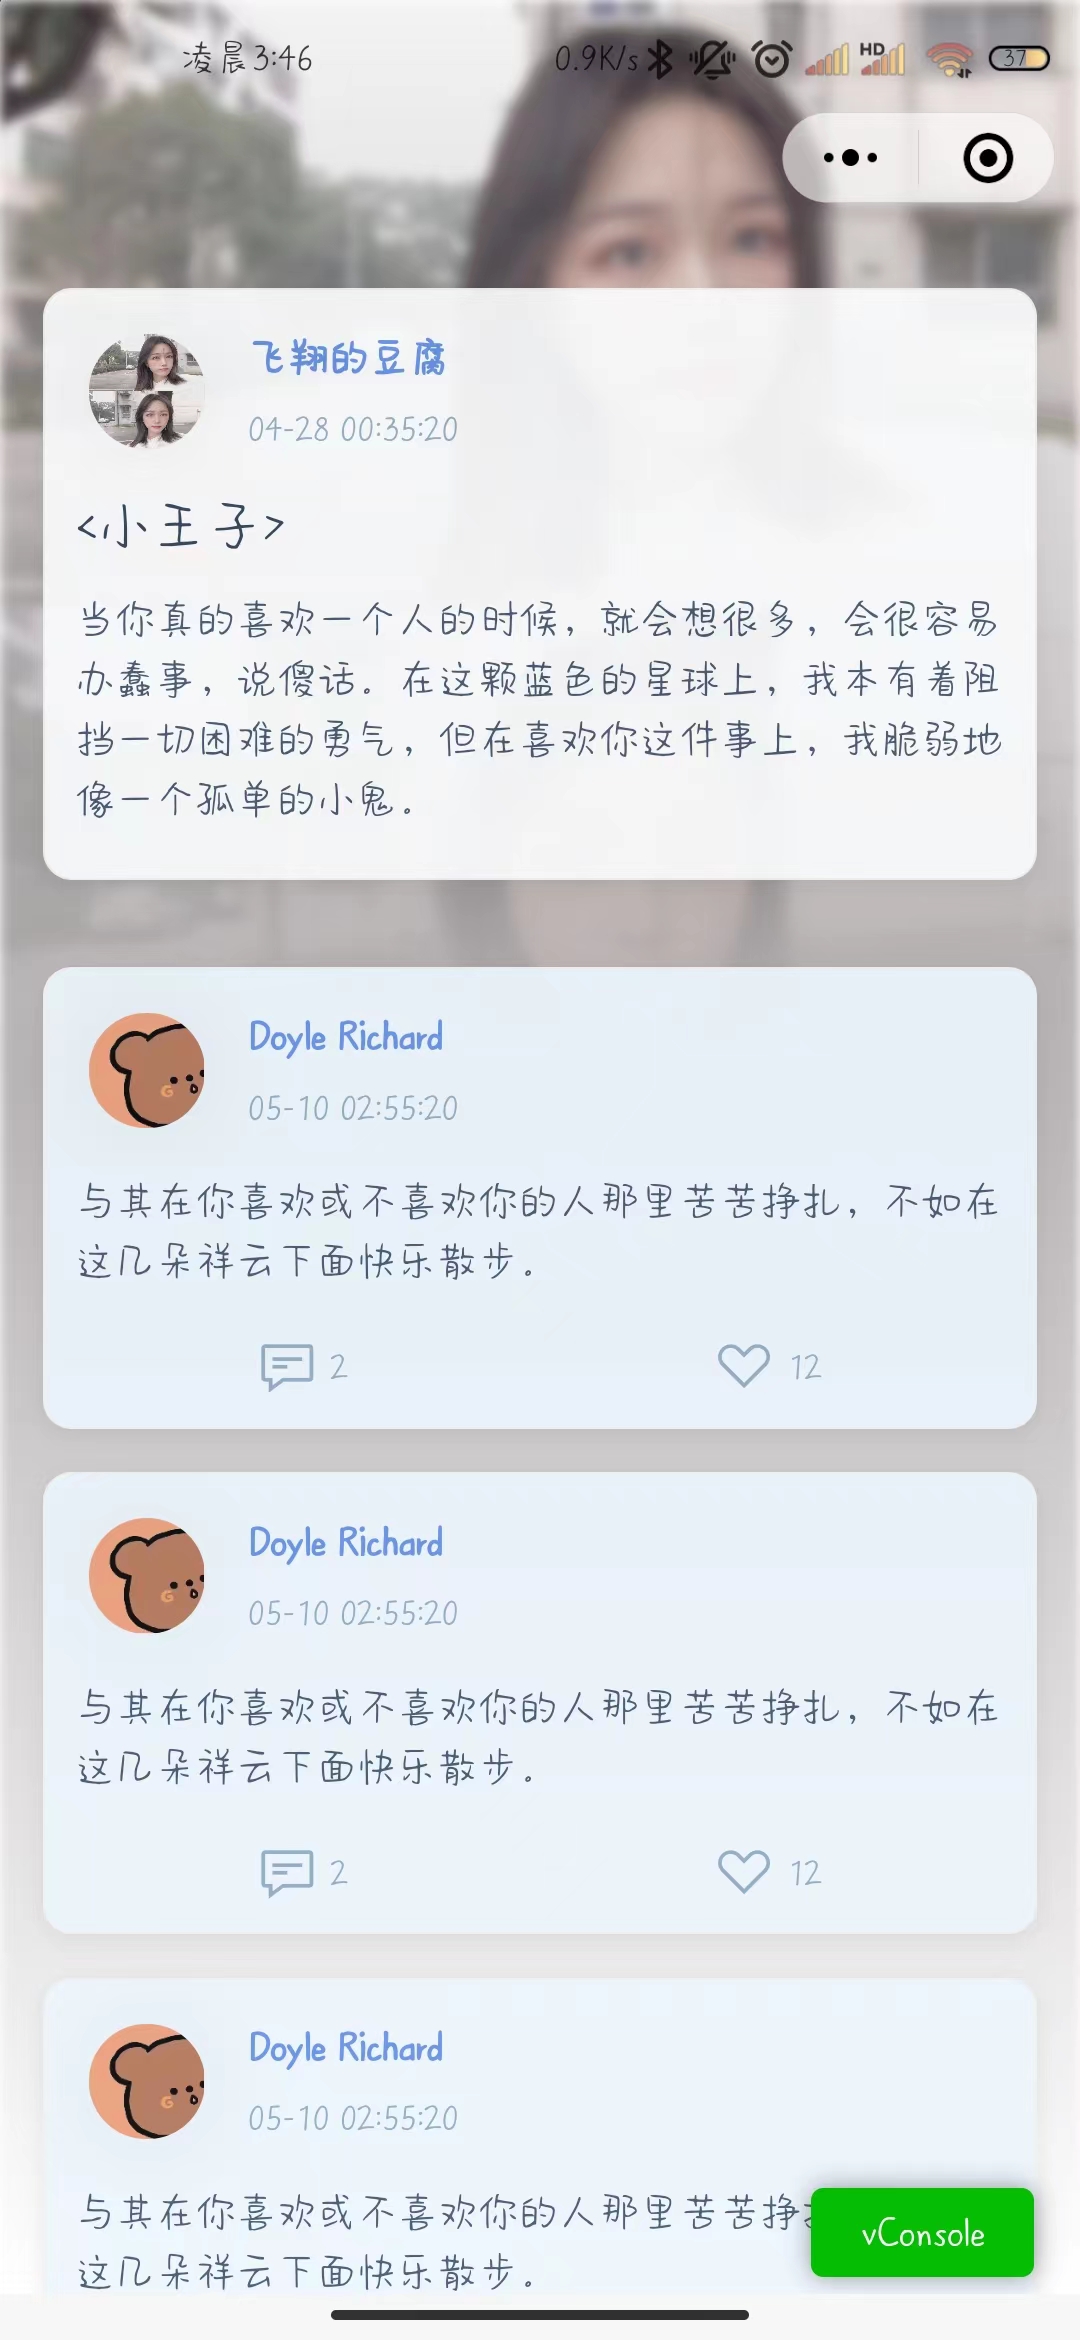 凌晨3:46
0.9K/s
HD
37
飞翔的豆腐
04-28 00:35:20
<小王子>
当你真的喜欢一个人的时候，就会想很多，会很容易
办蠢事，说傻话。在这颗蓝色的星球上，我本有着阻
挡一切困难的勇气，但在喜欢你这件事上，我脆弱地
像一个孤单的小鬼。
Doyle Richard
05-10 02:55:20
与其在你喜欢或不喜欢你的人那里苦苦挣扎，不如在
这几朵祥云下面快乐散步。
2
12
Doyle Richard
05-10 02:55:20
与其在你喜欢或不喜欢你的人那里苦苦挣扎，不如在
这几朵祥云下面快乐散步。
2
12
Doyle Richard
05-10 02:55:20
与其在你喜欢或不喜欢你的人那里苦苦挣
这几朵祥云下面快乐散步。
vConsole